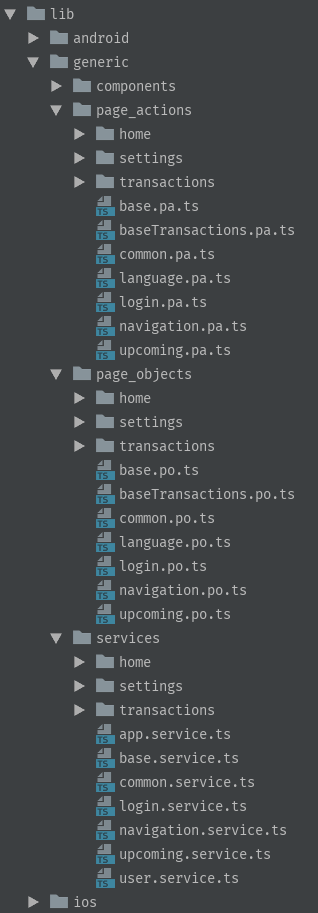 lib
android
generic
components
page_actions
home
settings
transactions
base.pa.ts
baseTransactions.pa.ts
common.pa.ts
language.pa.ts
login.pa.ts
navigation.pa.ts
upcoming.pa.ts
page_objects
home
settings
transactions
base.po.ts
baseTransactions.po.ts
common.po.ts
language.po.ts
login.po.ts
navigation.po.ts
upcoming.po.ts
services
home
settings
transactions
app.service.ts
base.service.ts
common.service.ts
login.service.ts
navigation.service.ts
upcoming.service.ts
user.service.ts
ios